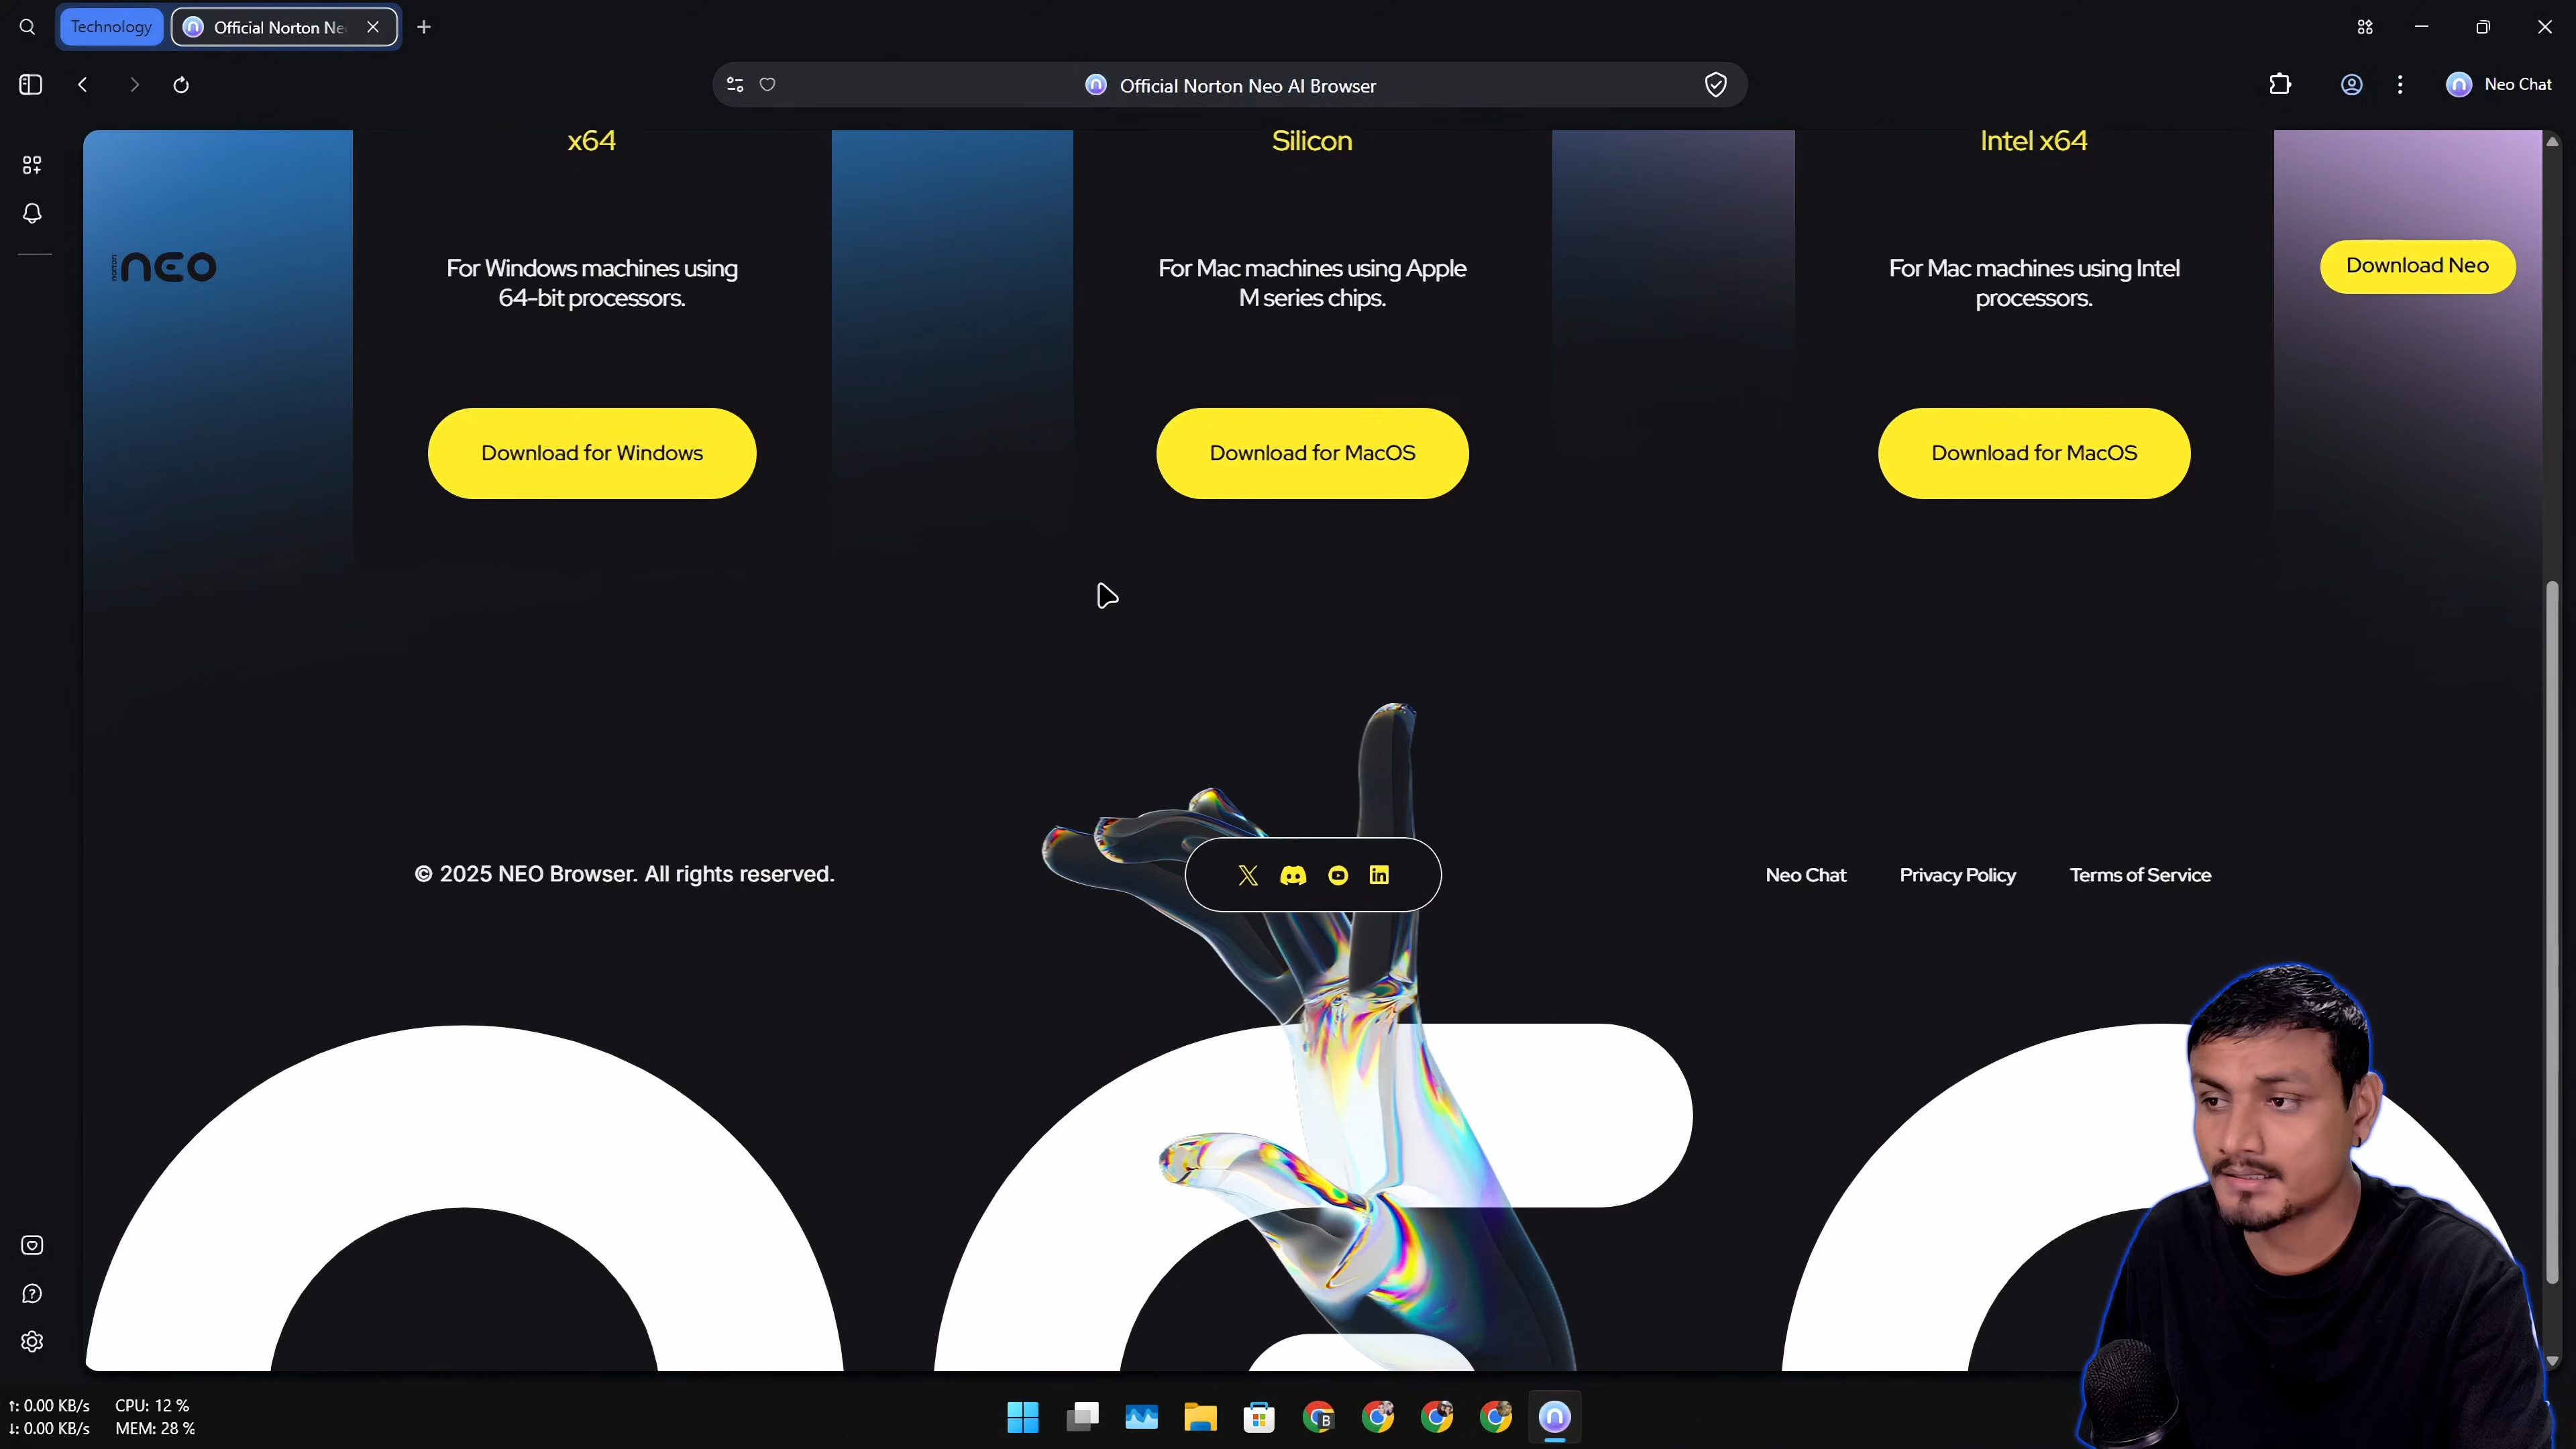 Technology
Official Norton Ne
Official Norton Neo AI Browser
Neo Chat
x64
Silicon
Intel x64
norton neo
For Windows machines using
64-bit processors.
For Mac machines using Apple
M series chips.
For Mac machines using Intel
processors.
Download Neo
Download for Windows
Download for MacOS
Download for MacOS
© 2025 NEO Browser. All rights reserved.
Neo Chat
Privacy Policy
Terms of Service
↑: 0.00 KB/s
CPU: 12 %
↓: 0.00 KB/s
MEM: 28 %